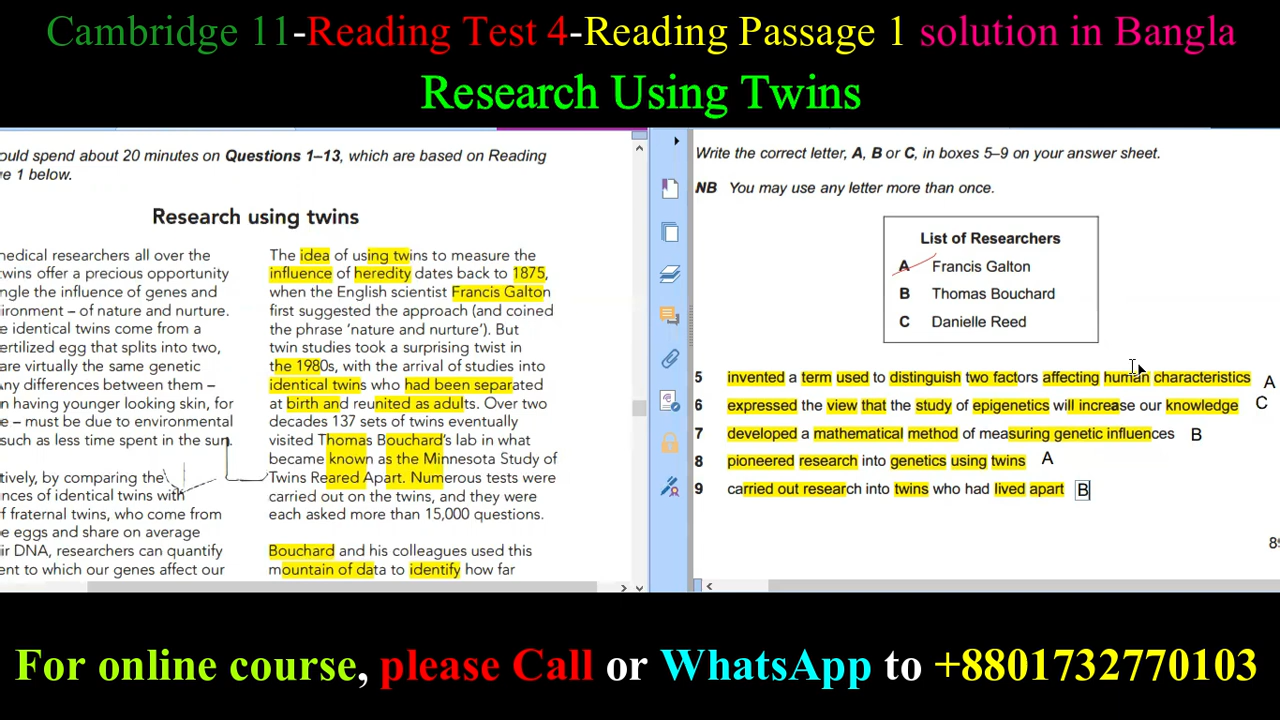 Cambridge 11-Reading Test 4-Reading Passage 1 solution in Bangla
Research Using Twins
ould spend about 20 minutes on Questions 1–13, which are based on Reading
e 1 below.
Research using twins
nedical researchers all over the
twins offer a precious opportunity
ngle the influence of genes and
ironment – of nature and nurture.
e identical twins come from a
ertilized egg that splits into two,
are virtually the same genetic
Any differences between them –
n having younger looking skin, for
e – must be due to environmental
such as less time spent in the sun.
tively, by comparing the
nces of identical twins with
f fraternal twins, who come from
e eggs and share on average
ir DNA, researchers can quantify
ent to which our genes affect our
The idea of using twins to measure the
influence of heredity dates back to 1875,
when the English scientist Francis Galton
first suggested the approach (and coined
the phrase ‘nature and nurture’). But
twin studies took a surprising twist in
the 1980s, with the arrival of studies into
identical twins who had been separated
at birth and reunited as adults. Over two
decades 137 sets of twins eventually
visited Thomas Bouchard’s lab in what
became known as the Minnesota Study of
Twins Reared Apart. Numerous tests were
carried out on the twins, and they were
each asked more than 15,000 questions.
Bouchard and his colleagues used this
mountain of data to identify how far
Write the correct letter, A, B or C, in boxes 5–9 on your answer sheet.
NB You may use any letter more than once.
List of Researchers
A Francis Galton
B Thomas Bouchard
C Danielle Reed
5 invented a term used to distinguish two factors affecting human characteristics A
6 expressed the view that the study of epigenetics will increase our knowledge C
7 developed a mathematical method of measuring genetic influences B
8 pioneered research into genetics using twins A
9 carried out research into twins who had lived apart B
89
For online course, please Call or WhatsApp to +8801732770103